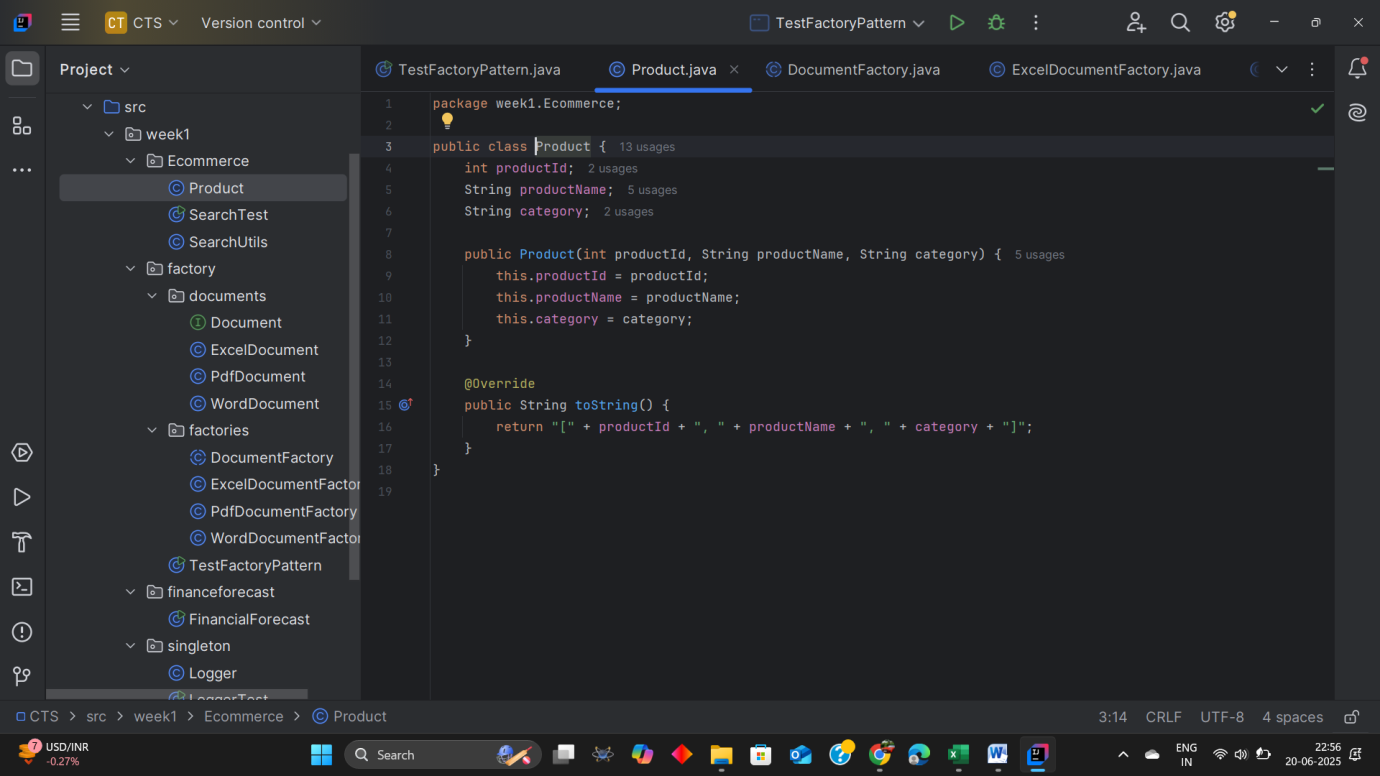 CT CTS Version control TestFactoryPattern
Project
TestFactoryPattern.java Product.java DocumentFactory.java ExcelDocumentFactory.java
src
week1
Ecommerce
Product
SearchTest
SearchUtils
factory
documents
Document
ExcelDocument
PdfDocument
WordDocument
factories
DocumentFactory
ExcelDocumentFactor
PdfDocumentFactory
WordDocumentFactor
TestFactoryPattern
financeforecast
FinancialForecast
singleton
Logger
LoggerTest
1 package week1.Ecommerce;
2
3 public class Product { 13 usages
4 int productId; 2 usages
5 String productName; 5 usages
6 String category; 2 usages
7
8 public Product(int productId, String productName, String category) { 5 usages
9 this.productId = productId;
10 this.productName = productName;
11 this.category = category;
12 }
13
14 @Override
15 public String toString() {
16 return "[" + productId + ", " + productName + ", " + category + "]";
17 }
18 }
19
CTS > src > week1 > Ecommerce > Product 3:14 CRLF UTF-8 4 spaces
7 USD/INR
-0.27%
Search
ENG
IN
22:56
20-06-2025